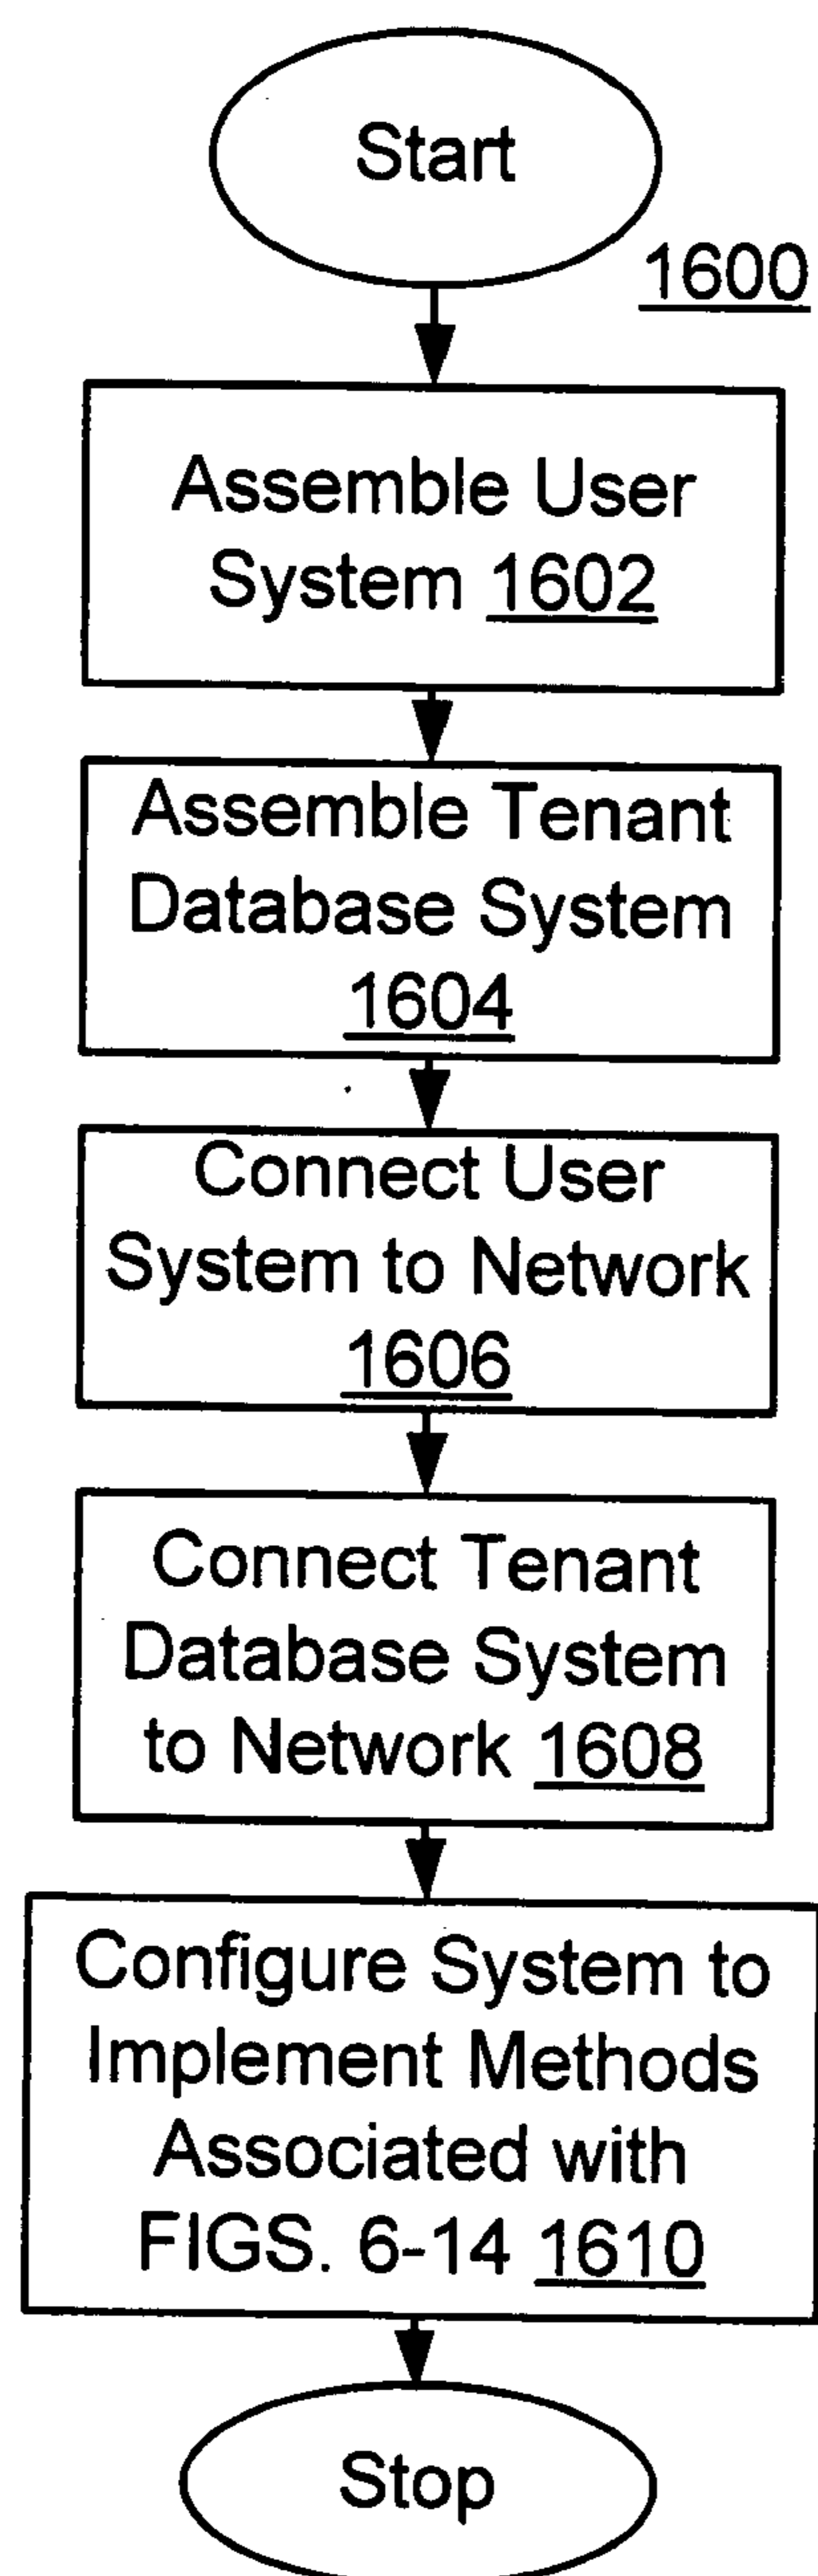 Start
1600
Assemble User
System 1602
Assemble Tenant
Database System
1604
Connect User
System to Network
1606
Connect Tenant
Database System
to Network 1608
Configure System to
Implement Methods
Associated with
FIGS. 6-14 1610
Stop